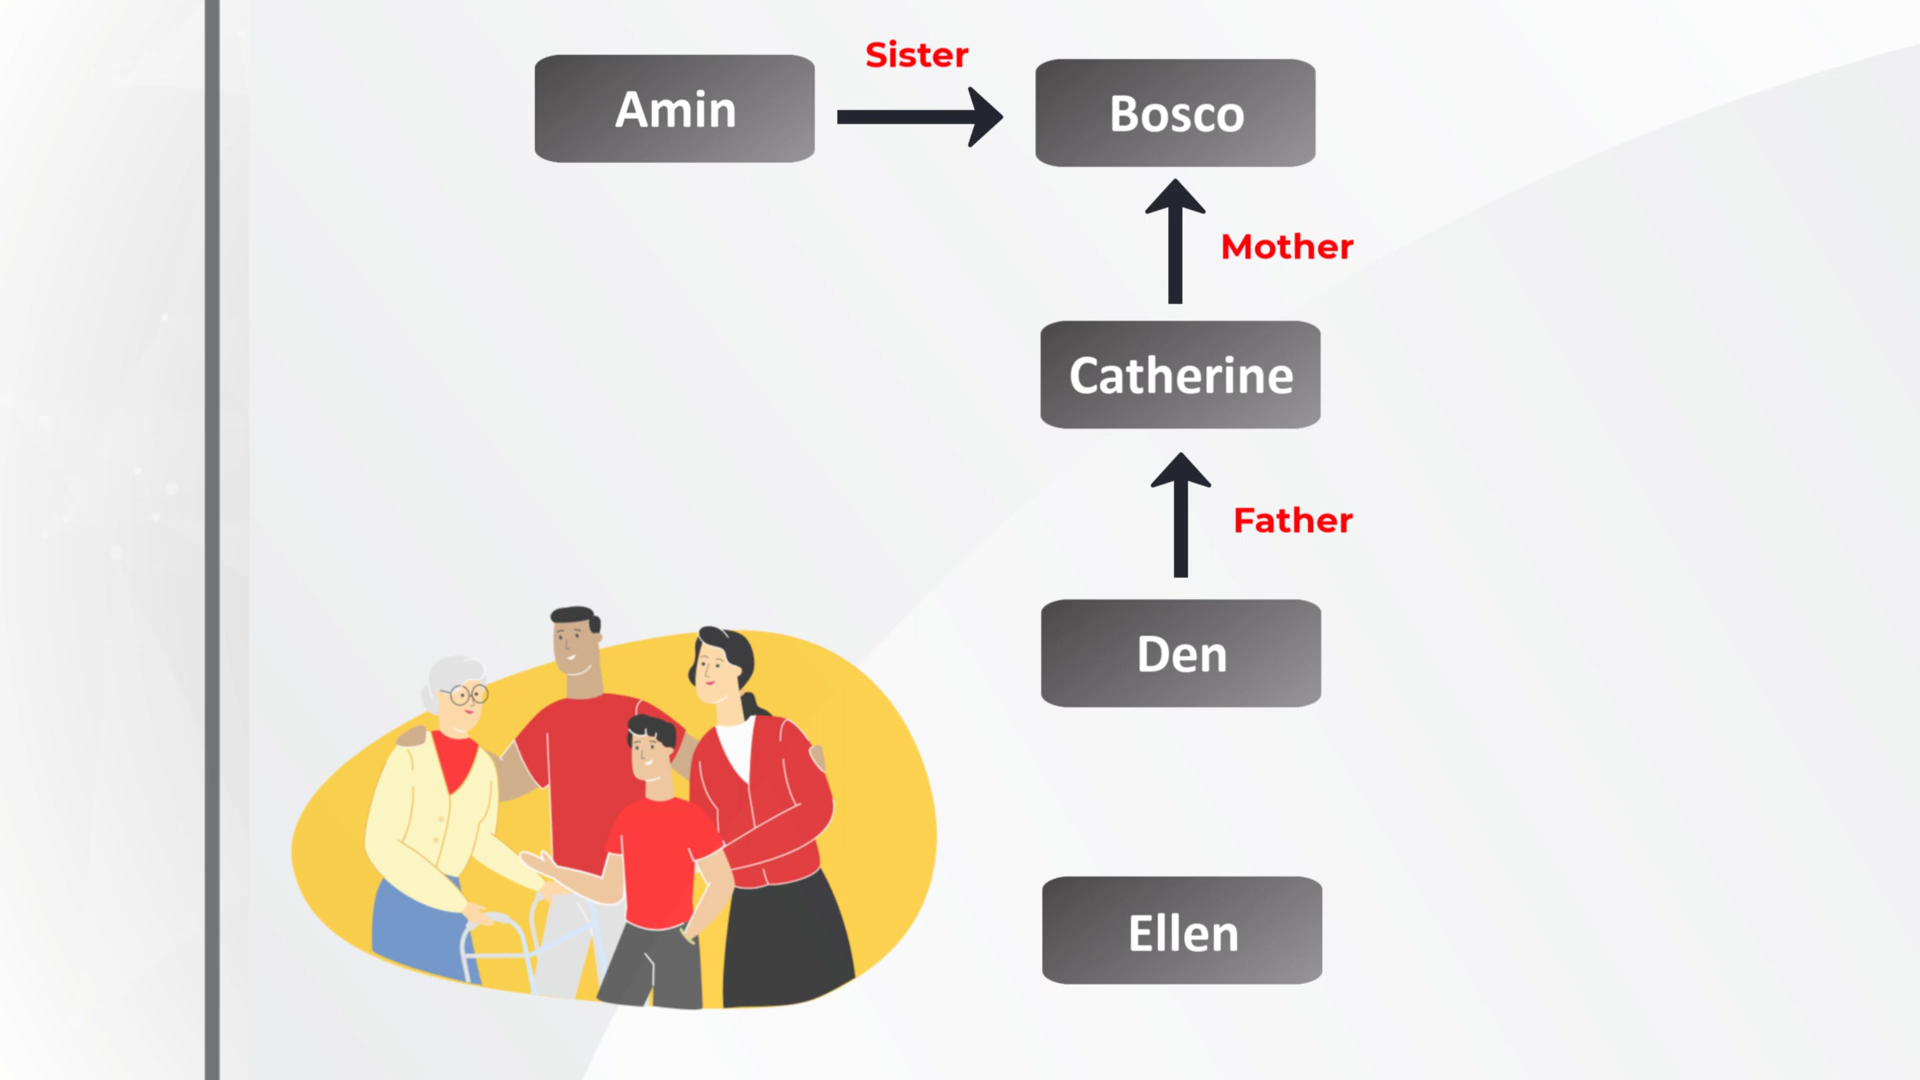 Sister
Amin
Bosco
Mother
Catherine
Father
Den
Ellen